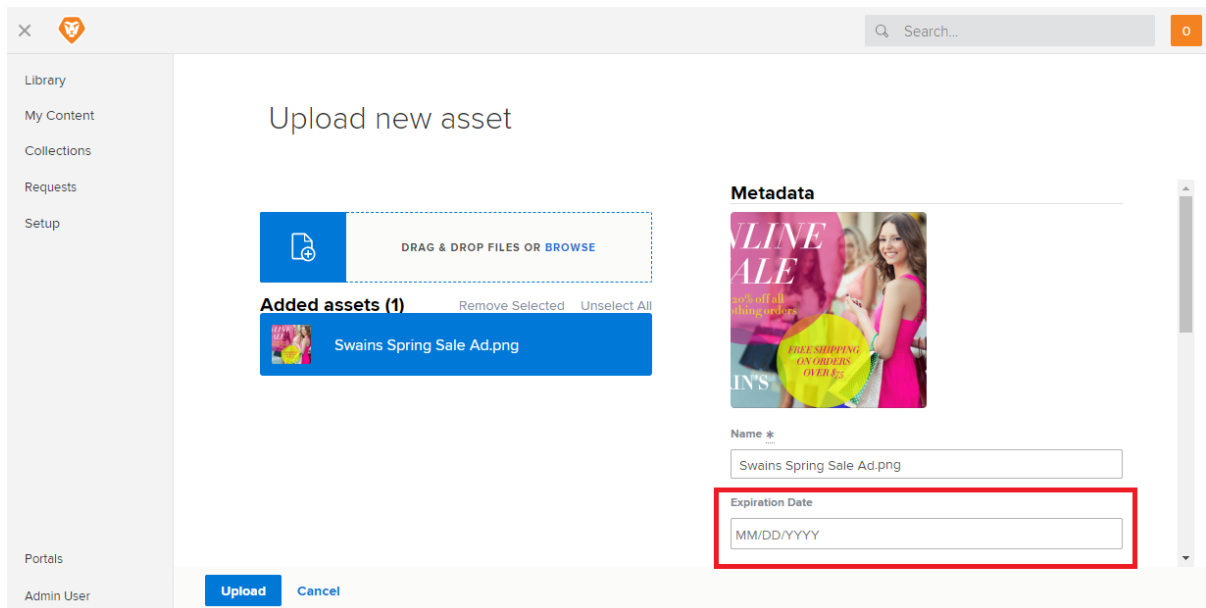 Search...
0
Library
My Content
Collections
Requests
Setup
Portals
Admin User
Upload new asset
DRAG & DROP FILES OR BROWSE
Added assets (1) Remove Selected Unselect All
Swains Spring Sale Ad.png
Metadata
NLINE
ALE
20% off all
thing orders
FREE SHIPPING
ON ORDERS
OVER $75
IN'S
Name *
Swains Spring Sale Ad.png
Expiration Date
MM/DD/YYYY
Upload Cancel